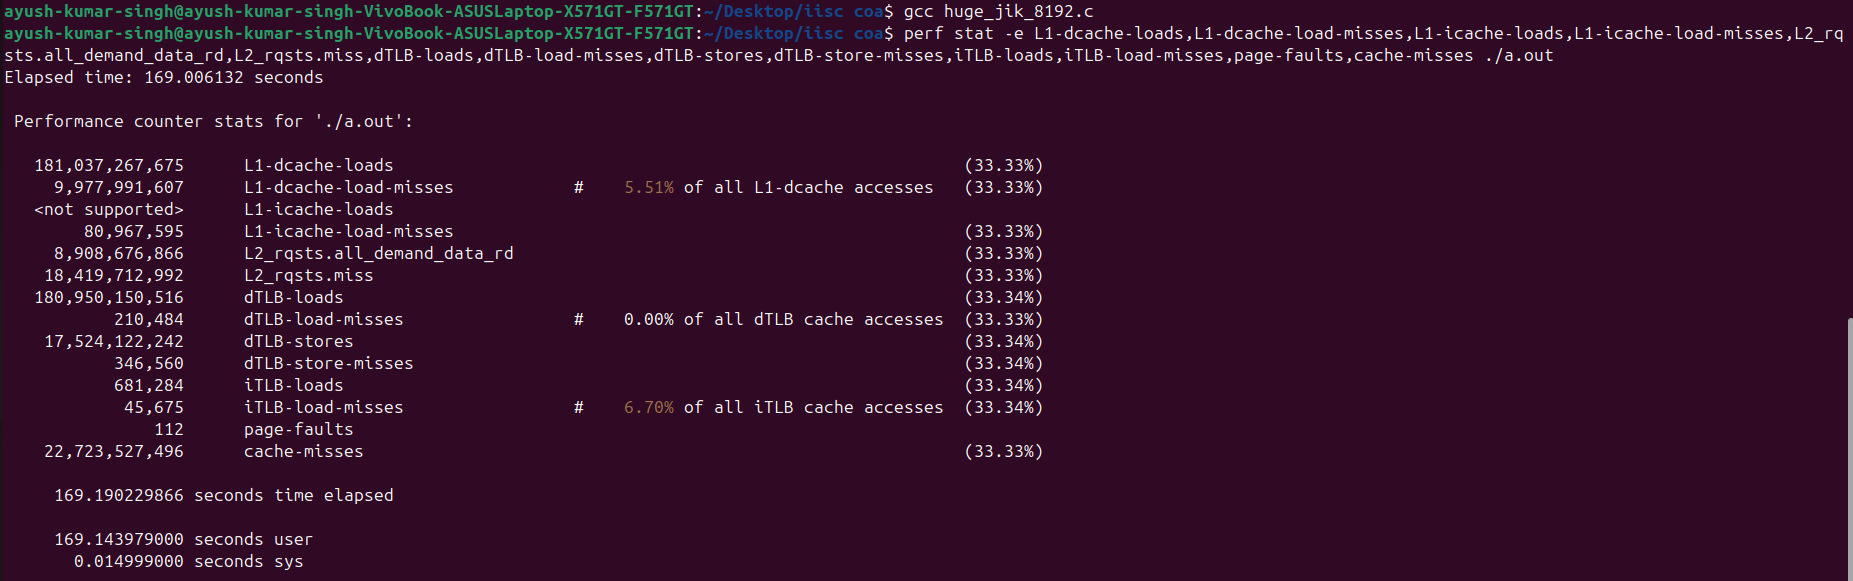 ayush-kumar-singh@ayush-kumar-singh-VivoBook-ASUSLaptop-X571GT-F571GT:~/Desktop/iisc coa$ gcc huge_jik_8192.c
ayush-kumar-singh@ayush-kumar-singh-VivoBook-ASUSLaptop-X571GT-F571GT:~/Desktop/iisc coa$ perf stat -e L1-dcache-loads,L1-dcache-load-misses,L1-icache-loads,L1-icache-load-misses,L2_rq
sts.all_demand_data_rd,L2_rqsts.miss,dTLB-loads,dTLB-load-misses,dTLB-stores,dTLB-store-misses,iTLB-loads,iTLB-load-misses,page-faults,cache-misses ./a.out
Elapsed time: 169.006132 seconds
Performance counter stats for './a.out':
181,037,267,675 L1-dcache-loads (33.33%)
9,977,991,607 L1-dcache-load-misses # 5.51% of all L1-dcache accesses (33.33%)
<not supported> L1-icache-loads
80,967,595 L1-icache-load-misses (33.33%)
8,908,676,866 L2_rqsts.all_demand_data_rd (33.33%)
18,419,712,992 L2_rqsts.miss (33.33%)
180,950,150,516 dTLB-loads (33.34%)
210,484 dTLB-load-misses # 0.00% of all dTLB cache accesses (33.33%)
17,524,122,242 dTLB-stores (33.34%)
346,560 dTLB-store-misses (33.34%)
681,284 iTLB-loads (33.34%)
45,675 iTLB-load-misses # 6.70% of all iTLB cache accesses (33.34%)
112 page-faults
22,723,527,496 cache-misses (33.33%)
169.190229866 seconds time elapsed
169.143979000 seconds user
0.014999000 seconds sys